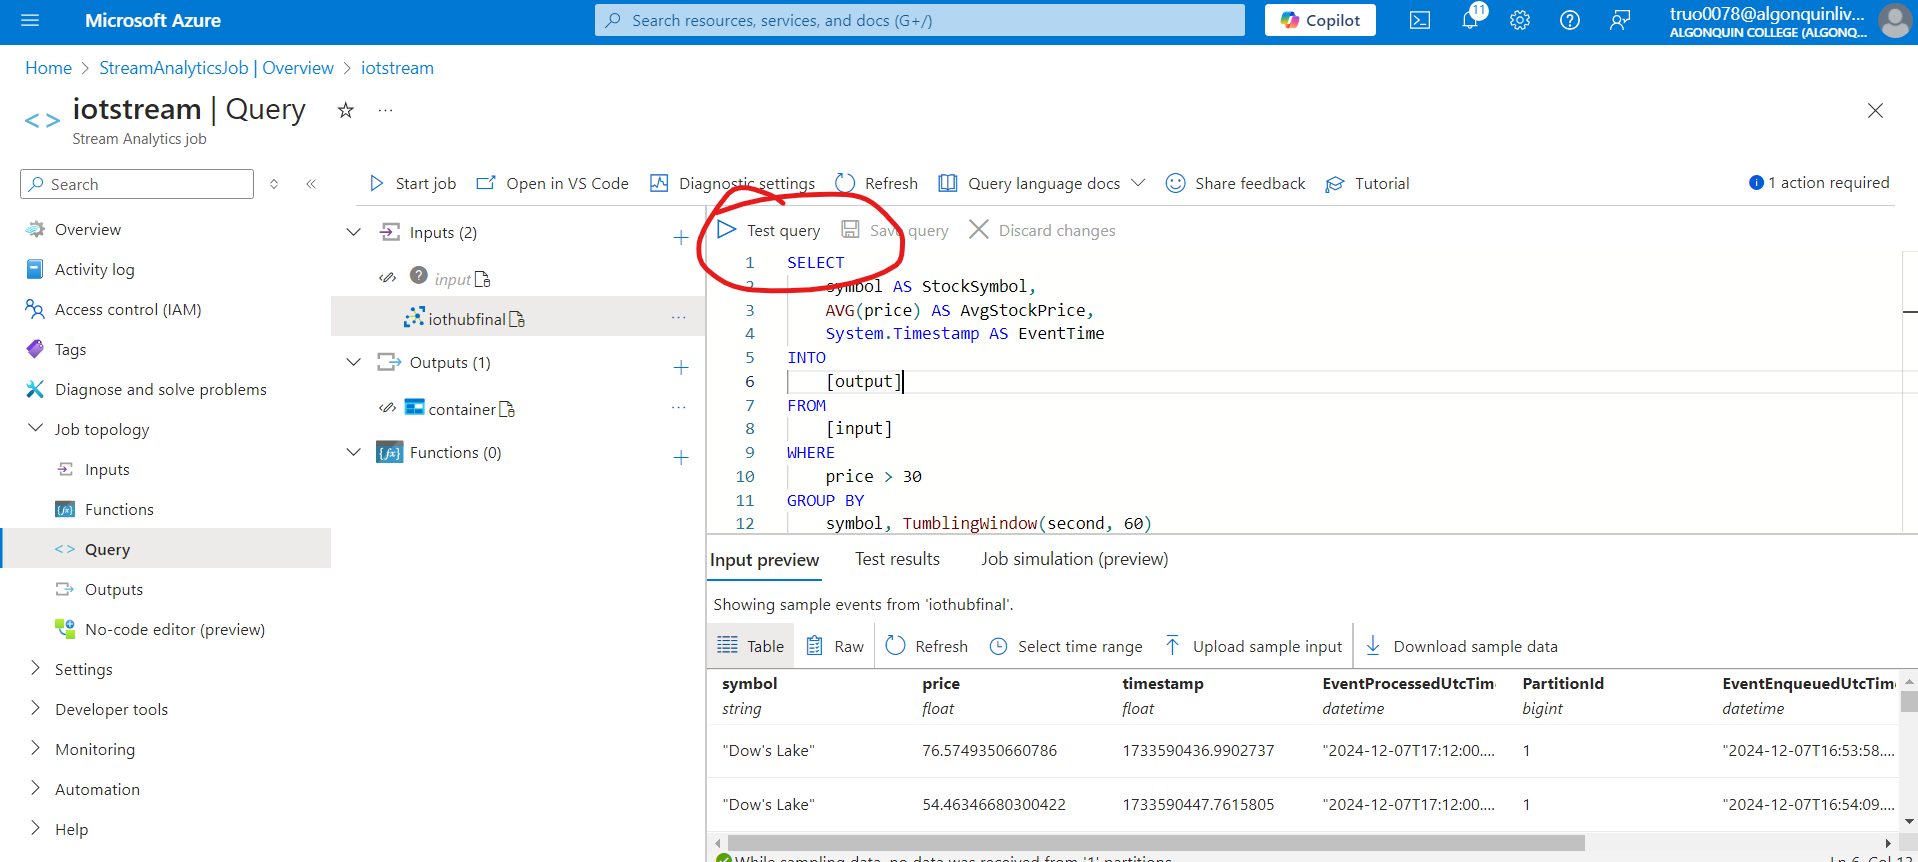 Microsoft Azure
Search resources, services, and docs (G+/)
Copilot
11
truo0078@algonquinliv...
ALGONQUIN COLLEGE (ALGONQ...
Home > StreamAnalyticsJob | Overview > iotstream
iotstream | Query
Stream Analytics job
Search
Start job
Open in VS Code
Diagnostic settings
Refresh
Query language docs
Share feedback
Tutorial
1 action required
Overview
Activity log
Access control (IAM)
Tags
Diagnose and solve problems
Job topology
Inputs
Functions
Query
Outputs
No-code editor (preview)
Settings
Developer tools
Monitoring
Automation
Help
Inputs (2)
input
iothubfinal
Outputs (1)
container
Functions (0)
Test query
Save query
Discard changes
1 SELECT
2 symbol AS StockSymbol,
3 AVG(price) AS AvgStockPrice,
4 System.Timestamp AS EventTime
5 INTO
6 [output]
7 FROM
8 [input]
9 WHERE
10 price > 30
11 GROUP BY
12 symbol, TumblingWindow(second, 60)
Input preview
Test results
Job simulation (preview)
Showing sample events from 'iothubfinal'.
Table
Raw
Refresh
Select time range
Upload sample input
Download sample data
symbol price timestamp EventProcessedUtcTim PartitionId EventEnqueuedUtcTim
string float float datetime bigint datetime
"Dow's Lake" 76.5749350660786 1733590436.9902737 "2024-12-07T17:12:00.... 1 "2024-12-07T16:53:58....
"Dow's Lake" 54.46346680300422 1733590447.7615805 "2024-12-07T17:12:00.... 1 "2024-12-07T16:54:09....
While sampling data, no data was received from '1' partitions
Ln 6, Col 13